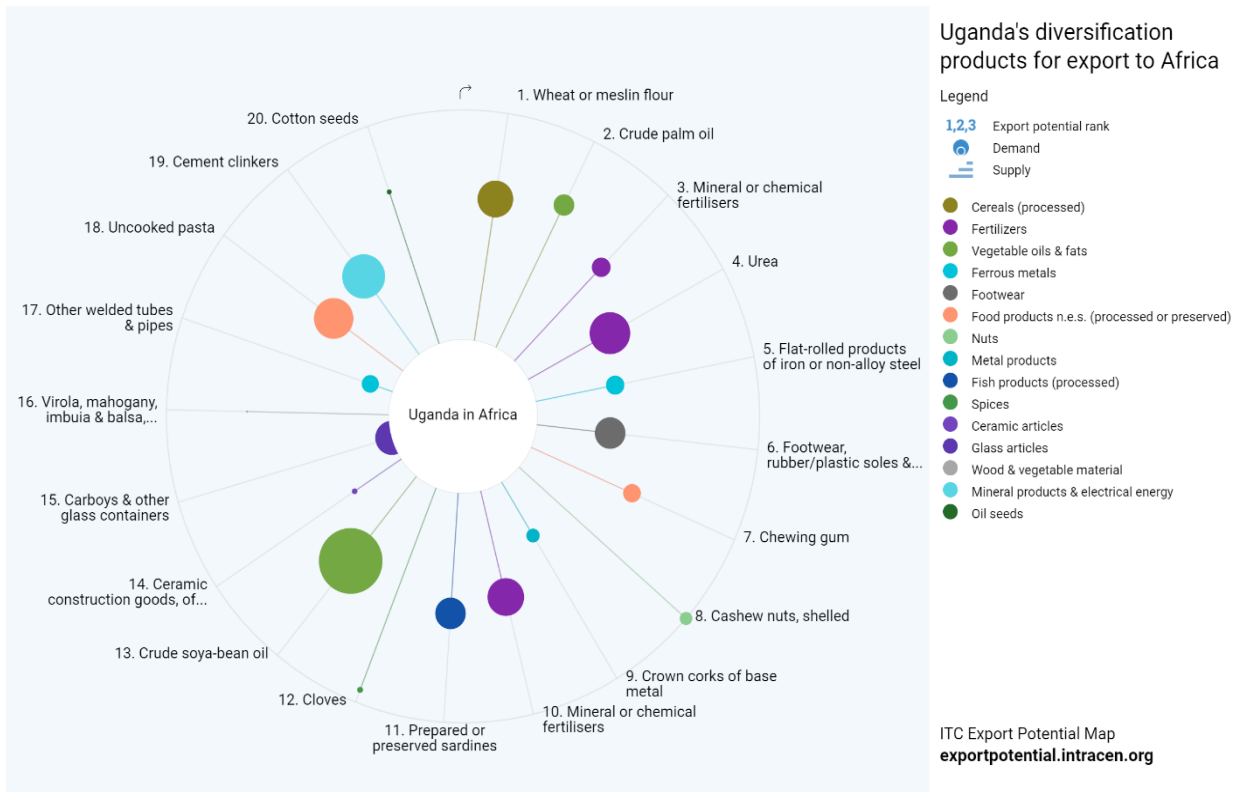 Uganda's diversification
products for export to Africa
Legend
1,2,3 Export potential rank
Demand
Supply
Cereals (processed)
Fertilizers
Vegetable oils & fats
Ferrous metals
Footwear
Food products n.e.s. (processed or preserved)
Nuts
Metal products
Fish products (processed)
Spices
Ceramic articles
Glass articles
Wood & vegetable material
Mineral products & electrical energy
Oil seeds
1. Wheat or meslin flour
2. Crude palm oil
3. Mineral or chemical
fertilisers
4. Urea
5. Flat-rolled products
of iron or non-alloy steel
6. Footwear,
rubber/plastic soles &...
7. Chewing gum
8. Cashew nuts, shelled
9. Crown corks of base
metal
10. Mineral or chemical
fertilisers
11. Prepared or
preserved sardines
12. Cloves
13. Crude soya-bean oil
14. Ceramic
construction goods, of...
15. Carboys & other
glass containers
16. Virola, mahogany,
imbuia & balsa,...
17. Other welded tubes
& pipes
18. Uncooked pasta
19. Cement clinkers
20. Cotton seeds
Uganda in Africa
ITC Export Potential Map
exportpotential.intracen.org